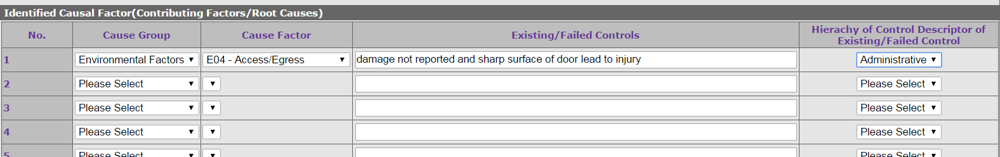 Identified Causal Factor(Contributing Factors/Root Causes)
No. Cause Group Cause Factor Existing/Failed Controls Hierachy of Control Descriptor of Existing/Failed Control
1 Environmental Factors E04 - Access/Egress damage not reported and sharp surface of door lead to injury Administrative
2 Please Select Please Select
3 Please Select Please Select
4 Please Select Please Select
5 Please Select Please Select